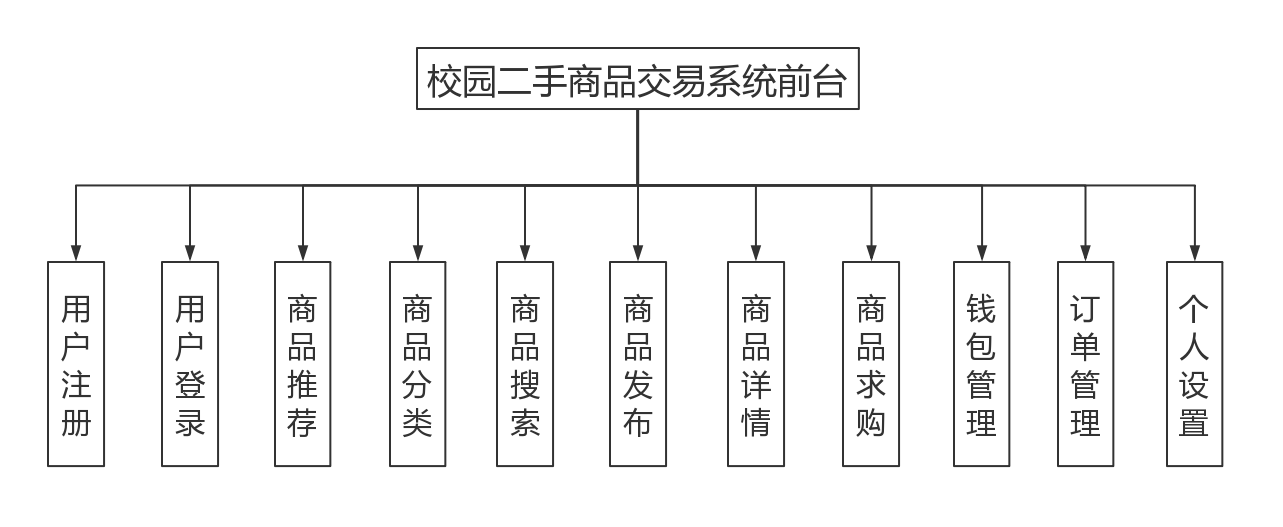 校园二手商品交易系统前台
用户注册
用户登录
商品推荐
商品分类
商品搜索
商品发布
商品详情
商品求购
钱包管理
订单管理
个人设置